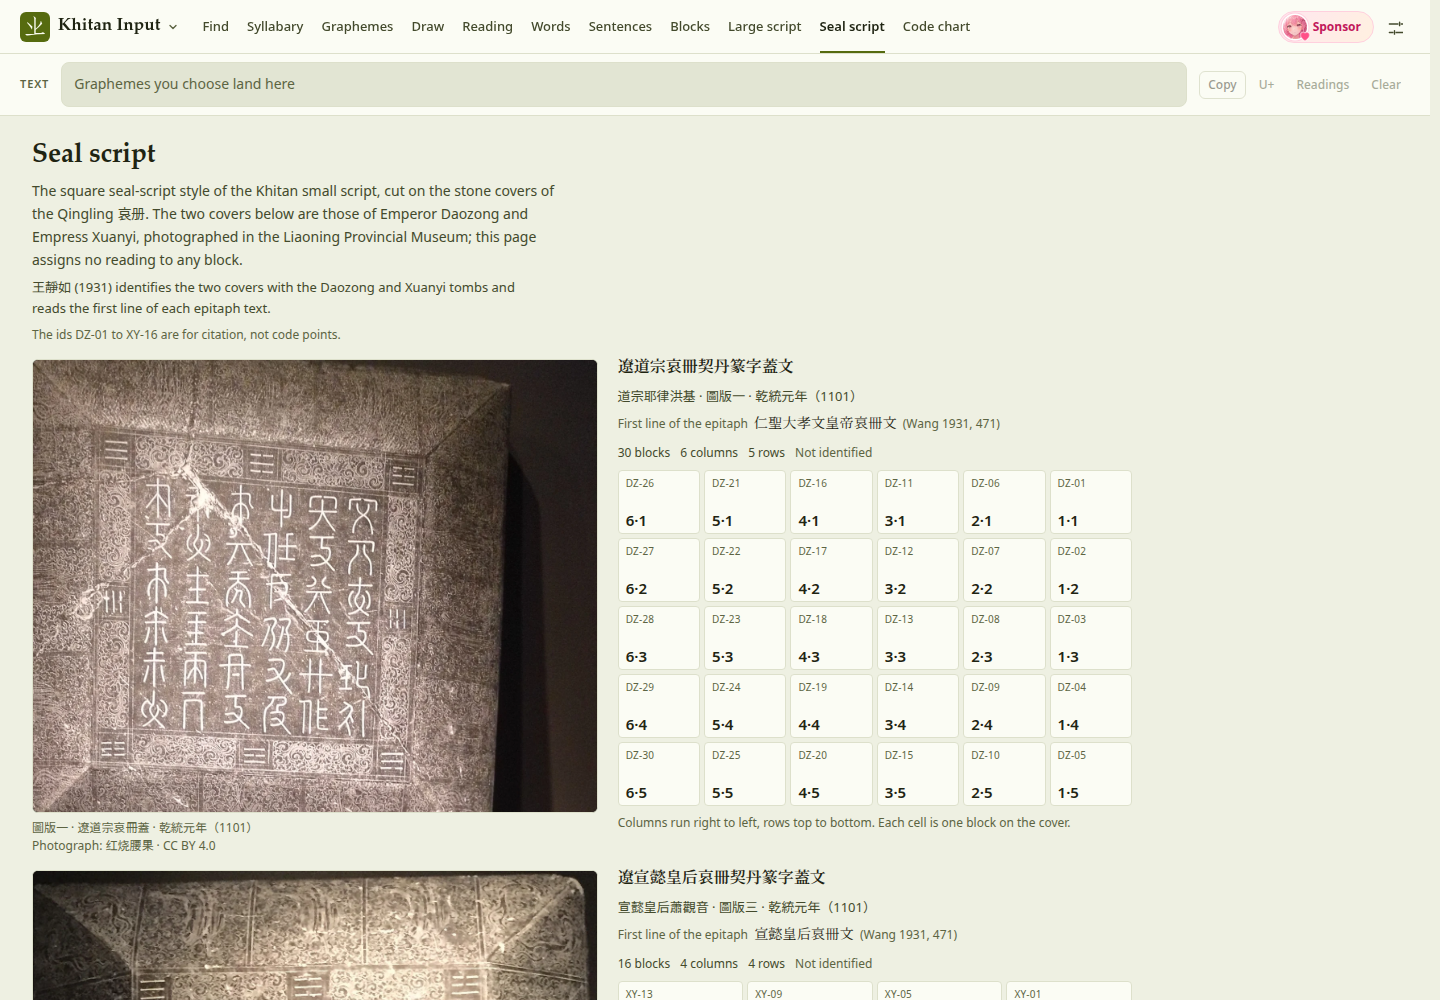 Khitan Input
Find Syllabary Graphemes Draw Reading Words Sentences Blocks Large script Seal script Code chart
Sponsor
TEXT
Graphemes you choose land here
Copy U+ Readings Clear
Seal script
The square seal-script style of the Khitan small script, cut on the stone covers of
the Qingling 哀册. The two covers below are those of Emperor Daozong and
Empress Xuanyi, photographed in the Liaoning Provincial Museum; this page
assigns no reading to any block.
王靜如 (1931) identifies the two covers with the Daozong and Xuanyi tombs and
reads the first line of each epitaph text.
The ids DZ-01 to XY-16 are for citation, not code points.
圖版一 · 遼道宗哀冊蓋 · 乾統元年（1101）
Photograph: 红烧腰果 · CC BY 4.0
遼道宗哀冊契丹篆字蓋文
道宗耶律洪基 · 圖版一 · 乾統元年（1101）
First line of the epitaph 仁聖大孝文皇帝哀冊文 (Wang 1931, 471)
30 blocks 6 columns 5 rows Not identified
DZ-26 DZ-21 DZ-16 DZ-11 DZ-06 DZ-01
6·1 5·1 4·1 3·1 2·1 1·1
DZ-27 DZ-22 DZ-17 DZ-12 DZ-07 DZ-02
6·2 5·2 4·2 3·2 2·2 1·2
DZ-28 DZ-23 DZ-18 DZ-13 DZ-08 DZ-03
6·3 5·3 4·3 3·3 2·3 1·3
DZ-29 DZ-24 DZ-19 DZ-14 DZ-09 DZ-04
6·4 5·4 4·4 3·4 2·4 1·4
DZ-30 DZ-25 DZ-20 DZ-15 DZ-10 DZ-05
6·5 5·5 4·5 3·5 2·5 1·5
Columns run right to left, rows top to bottom. Each cell is one block on the cover.
遼宣懿皇后哀冊契丹篆字蓋文
宣懿皇后蕭觀音 · 圖版三 · 乾統元年（1101）
First line of the epitaph 宣懿皇后哀冊文 (Wang 1931, 471)
16 blocks 4 columns 4 rows Not identified
XY-13 XY-09 XY-05 XY-01